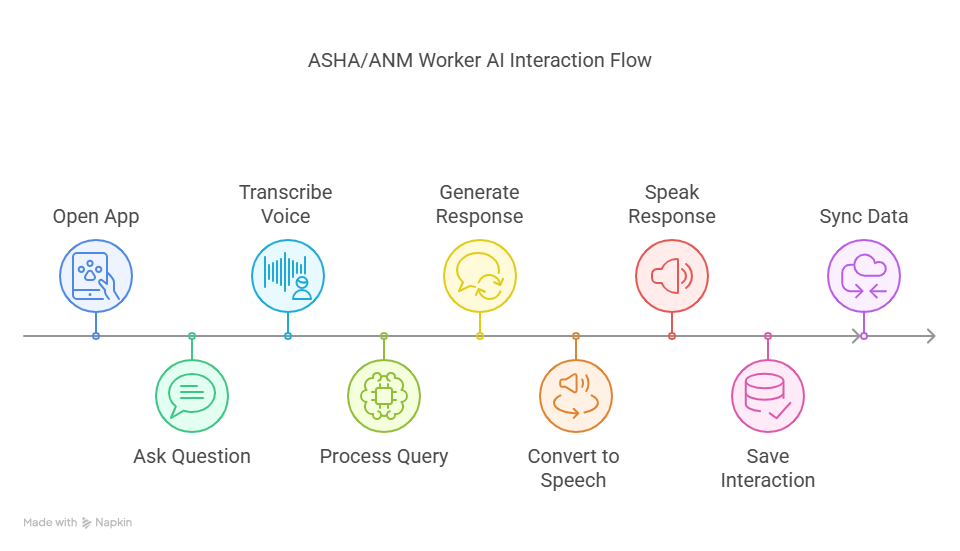 ASHA/ANM Worker AI Interaction Flow
Open App
Ask Question
Transcribe
Voice
Process Query
Generate
Response
Convert to
Speech
Speak
Response
Save
Interaction
Sync Data
Made with Napkin